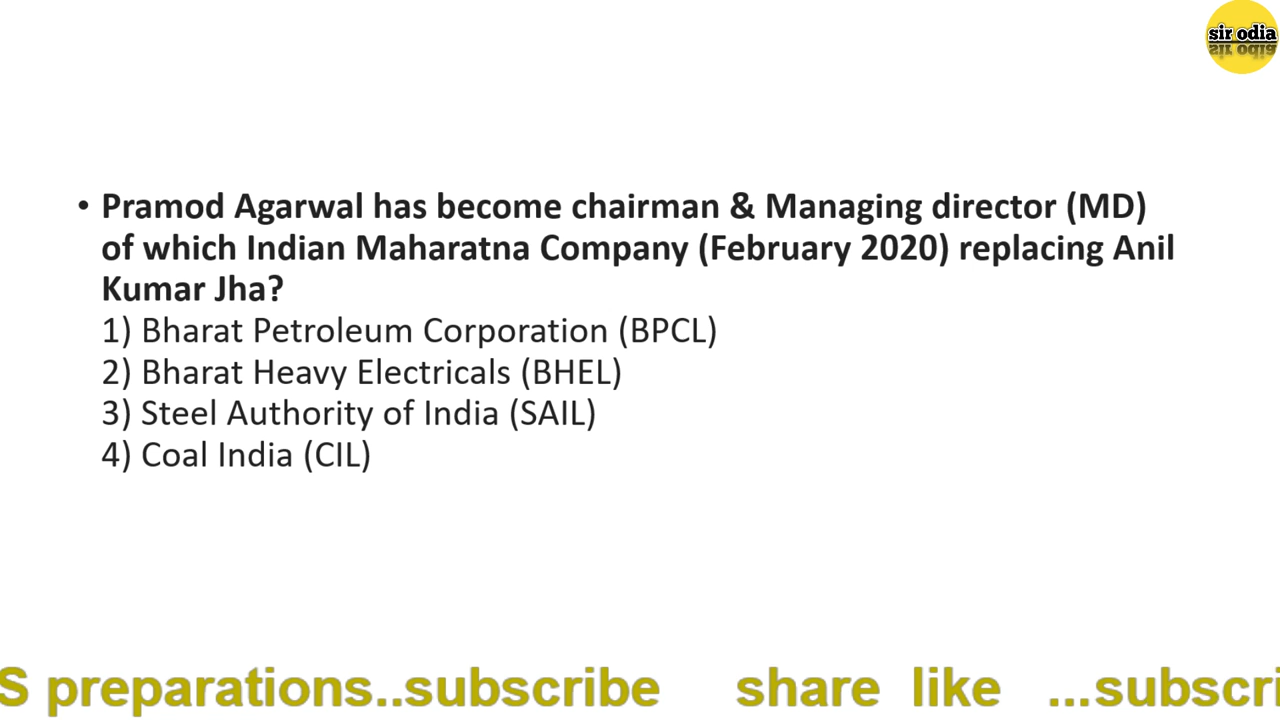 sir odia
• Pramod Agarwal has become chairman & Managing director (MD)
of which Indian Maharatna Company (February 2020) replacing Anil
Kumar Jha?
1) Bharat Petroleum Corporation (BPCL)
2) Bharat Heavy Electricals (BHEL)
3) Steel Authority of India (SAIL)
4) Coal India (CIL)
S preparations..subscribe share like ...subscri